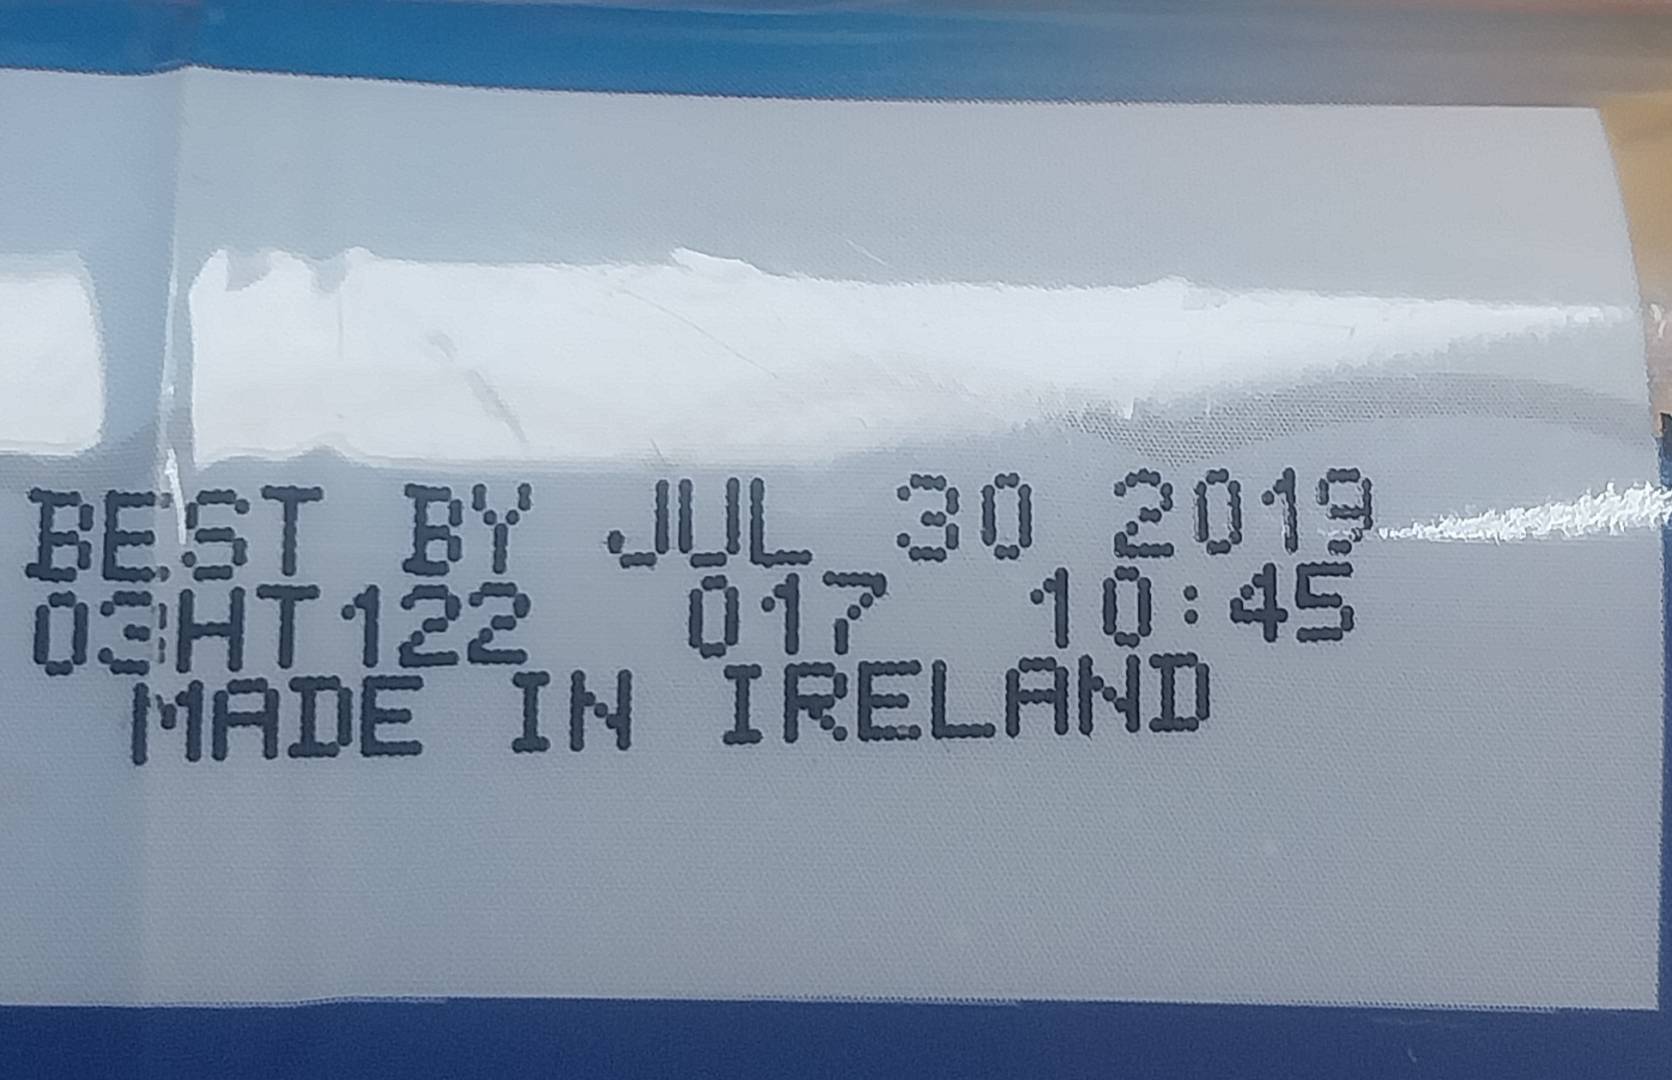 BEST BY JUL 30 2019
03HT122 017 10:45
MADE IN IRELAND